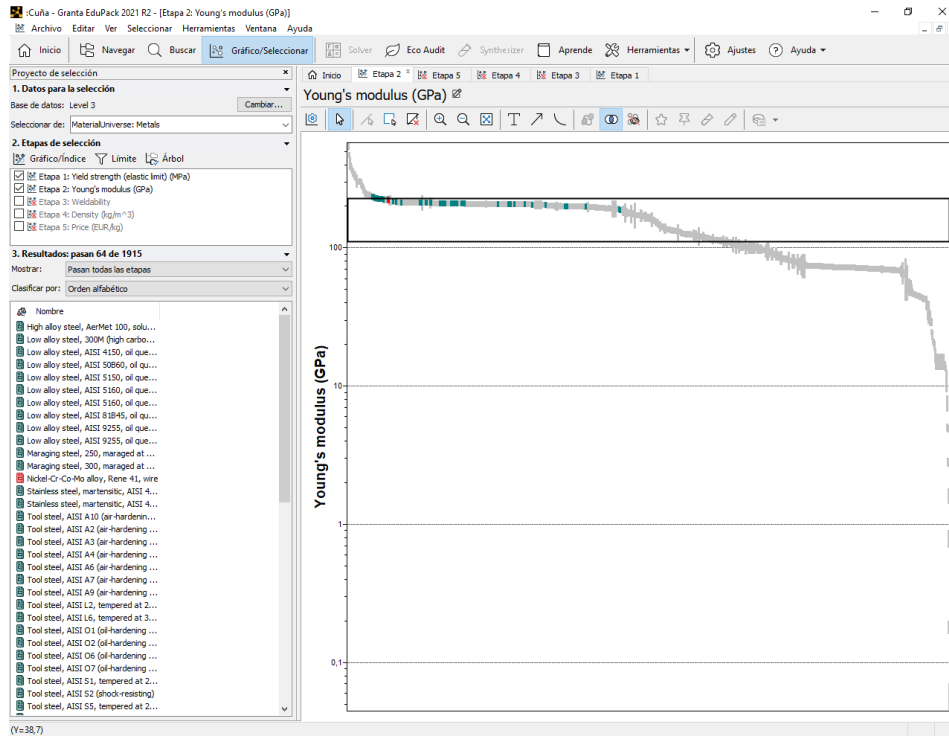 :Cuña - Granta EduPack 2021 R2 - [Etapa 2: Young's modulus (GPa)]
Archivo Editar Ver Seleccionar Herramientas Ventana Ayuda
Inicio Navegar Buscar Gráfico/Seleccionar Solver Eco Audit Synthesizer Aprende Herramientas Ajustes Ayuda
Proyecto de selección
1. Datos para la selección
Base de datos: Level 3 Cambiar...
Seleccionar de: MaterialUniverse: Metals
2. Etapas de selección
Gráfico/Índice Límite Árbol
Etapa 1: Yield strength (elastic limit) (MPa)
Etapa 2: Young's modulus (GPa)
Etapa 3: Weldability
Etapa 4: Density (kg/m^3)
Etapa 5: Price (EUR/kg)
3. Resultados: pasan 64 de 1915
Mostrar: Pasan todas las etapas
Clasificar por: Orden alfabético
Nombre
High alloy steel, AerMet 100, solu...
Low alloy steel, 300M (high carbo...
Low alloy steel, AISI 4150, oil que...
Low alloy steel, AISI 50B60, oil qu...
Low alloy steel, AISI 5150, oil que...
Low alloy steel, AISI 5160, oil que...
Low alloy steel, AISI 5160, oil que...
Low alloy steel, AISI 81B45, oil qu...
Low alloy steel, AISI 9255, oil que...
Low alloy steel, AISI 9255, oil que...
Maraging steel, 250, maraged at ...
Maraging steel, 300, maraged at ...
Nickel-Cr-Co-Mo alloy, Rene 41, wire
Stainless steel, martensitic, AISI 4...
Stainless steel, martensitic, AISI 4...
Tool steel, AISI A10 (air-hardenin...
Tool steel, AISI A2 (air-hardening ...
Tool steel, AISI A3 (air-hardening ...
Tool steel, AISI A4 (air-hardening ...
Tool steel, AISI A6 (air-hardening ...
Tool steel, AISI A7 (air-hardening ...
Tool steel, AISI A9 (air-hardening ...
Tool steel, AISI L2, tempered at 2...
Tool steel, AISI L6, tempered at 3...
Tool steel, AISI O1 (oil-hardening ...
Tool steel, AISI O2 (oil-hardening ...
Tool steel, AISI O6 (oil-hardening ...
Tool steel, AISI O7 (oil-hardening ...
Tool steel, AISI S1, tempered at 2...
Tool steel, AISI S2 (shock-resisting)
Tool steel, AISI S5, tempered at 2...
Inicio Etapa 2 Etapa 5 Etapa 4 Etapa 3 Etapa 1
Young's modulus (GPa)
Young's modulus (GPa)
100
10
1
0,1
(Y=38,7)